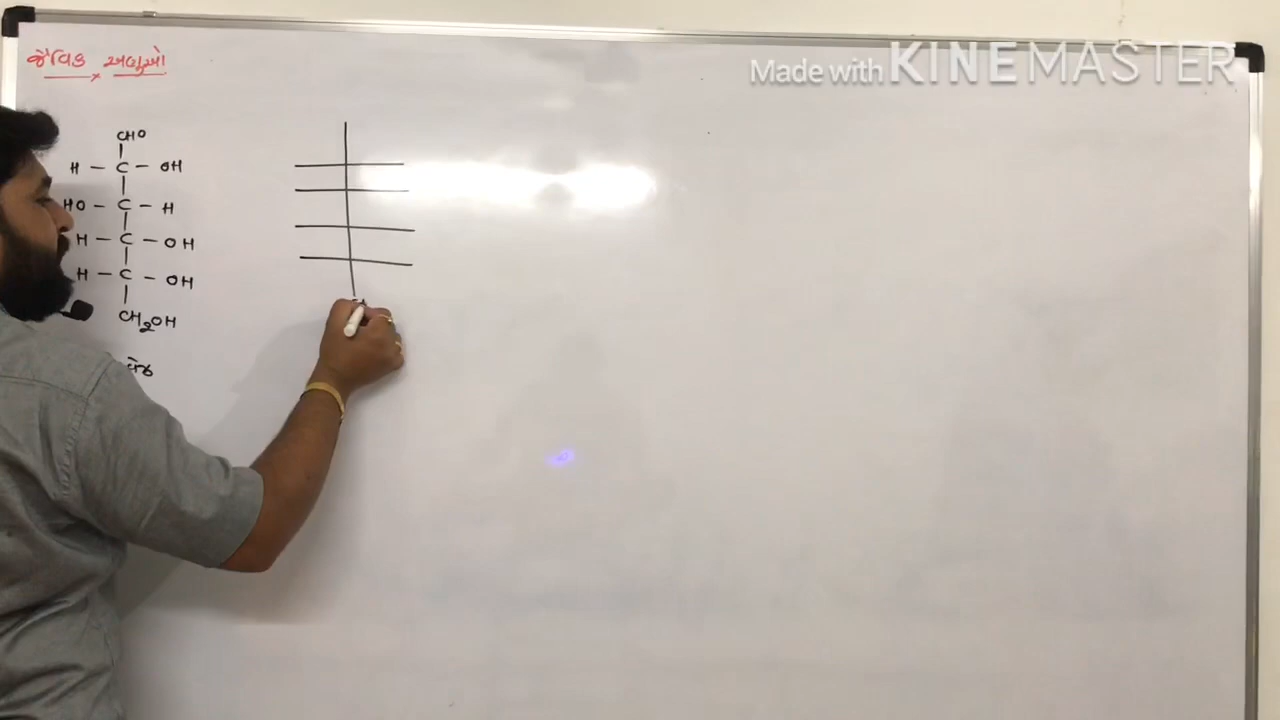 જૈવિક અણુઓ
Made with KINEMASTER
CHO
H - C - OH
HO - C - H
H - C - OH
H - C - OH
CH2OH